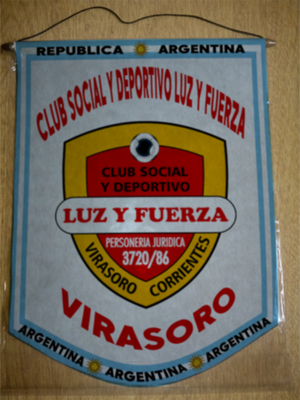 REPUBLICA ARGENTINA
CLUB SOCIAL Y DEPORTIVO LUZ Y FUERZA
CLUB SOCIAL
Y DEPORTIVO
LUZ Y FUERZA
PERSONERIA JURIDICA
3720/86
VIRASORO CORRIENTES
VIRASORO
ARGENTINA ARGENTINA ARGENTINA